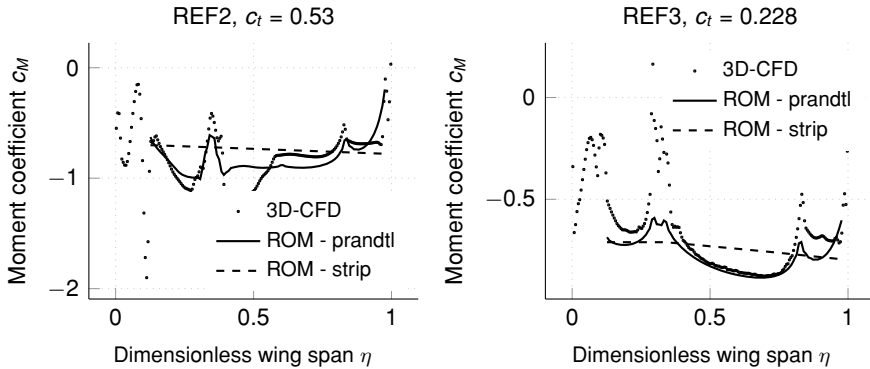 REF2, c_t = 0.53
Moment coefficient c_M
0
−1
−2
3D-CFD
ROM - prandtl
ROM - strip
0
0.5
1
Dimensionless wing span η
REF3, c_t = 0.228
Moment coefficient c_M
0
−0.5
3D-CFD
ROM - prandtl
ROM - strip
0
0.5
1
Dimensionless wing span η